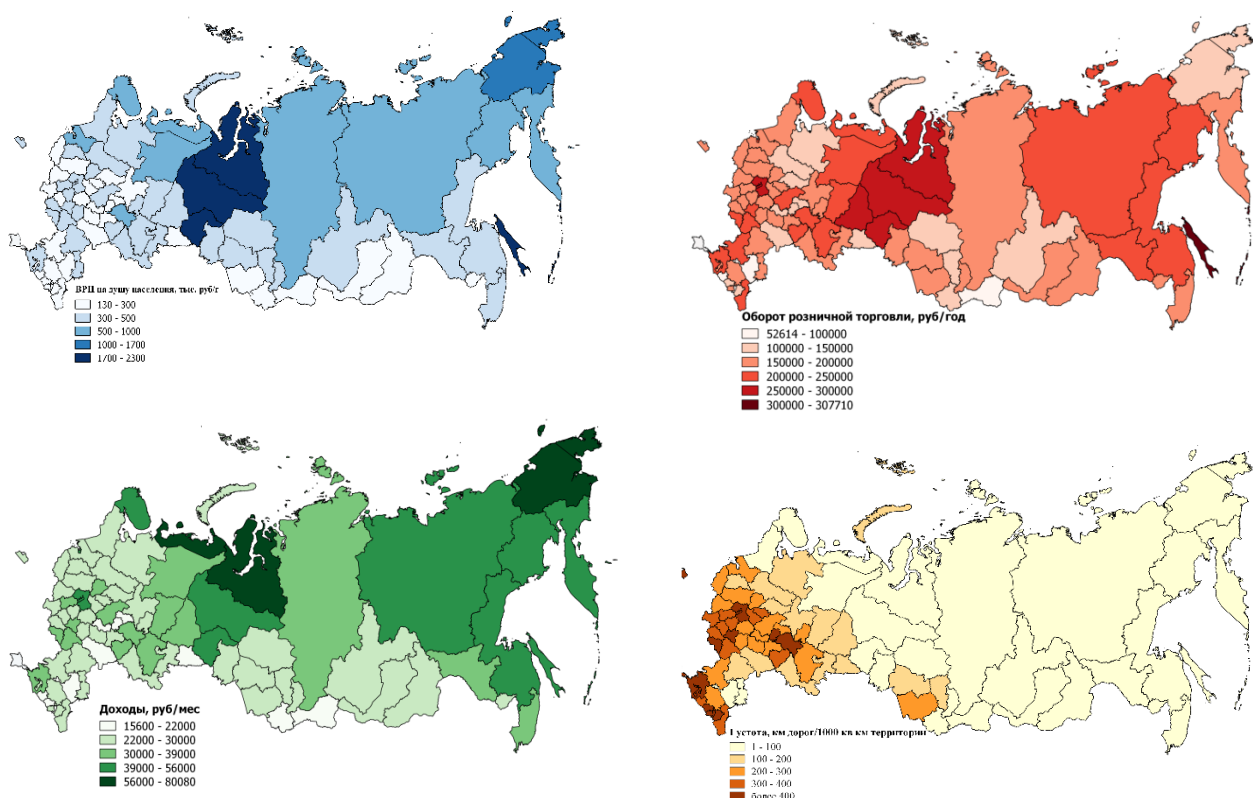 ВРП на душу населения, тыс. руб/г
130 - 300
300 - 500
500 - 1000
1000 - 1700
1700 - 2300
Оборот розничной торговли, руб/год
52614 - 100000
100000 - 150000
150000 - 200000
200000 - 250000
250000 - 300000
300000 - 307710
Доходы, руб/мес
15600 - 22000
22000 - 30000
30000 - 39000
39000 - 56000
56000 - 80080
Густота, км дорог/1000 кв км территории
1 - 100
100 - 200
200 - 300
300 - 400
более 400